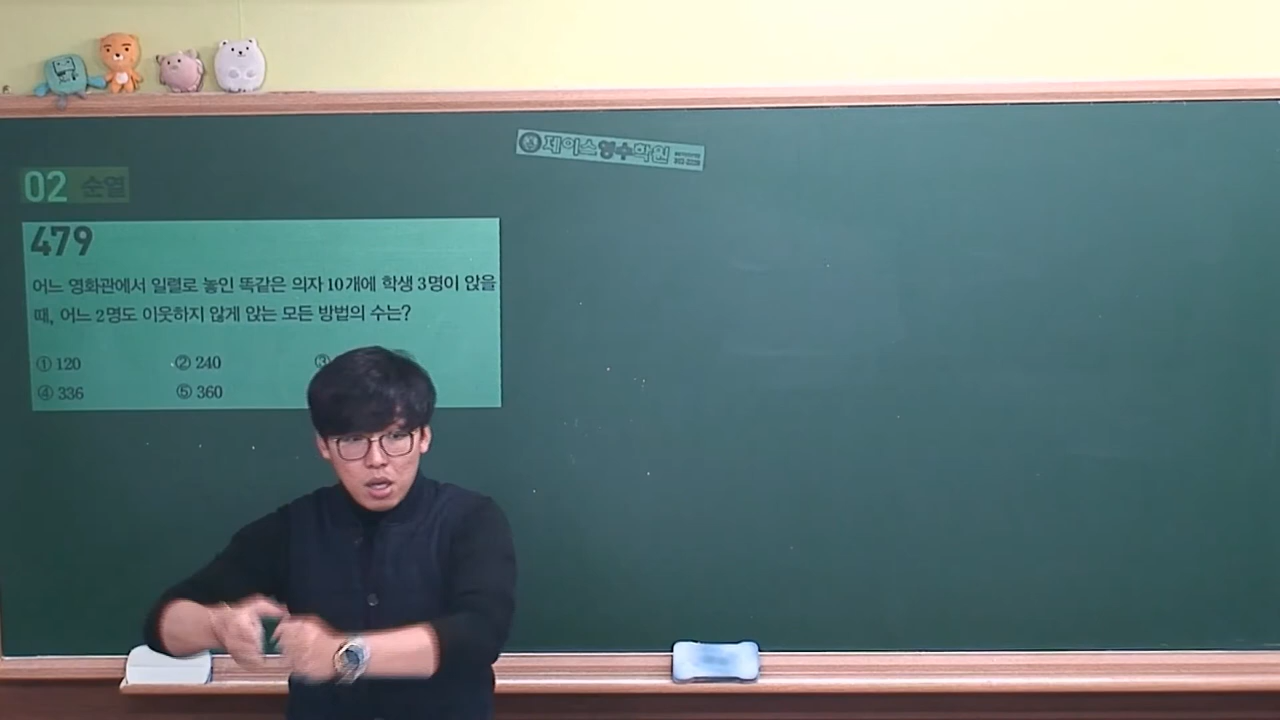 제이스영수학원
02 순열
479
어느 영화관에서 일렬로 놓인 똑같은 의자 10개에 학생 3명이 앉을
때, 어느 2명도 이웃하지 않게 앉는 모든 방법의 수는?
① 120 ② 240 ③
④ 336 ⑤ 360